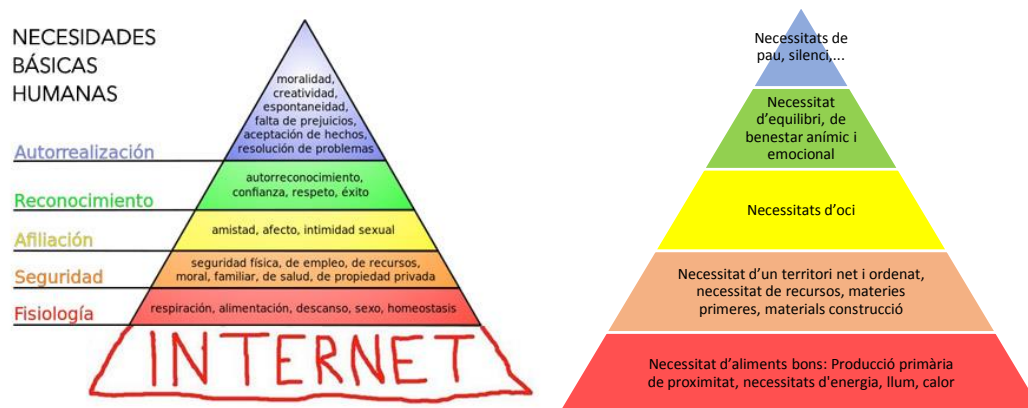 NECESIDADES
BÁSICAS
HUMANAS
moralidad,
creatividad,
espontaneidad,
falta de prejuicios,
aceptación de hechos,
resolución de problemas
Autorrealización
autorreconocimiento,
confianza, respeto, éxito
Reconocimiento
amistad, afecto, intimidad sexual
Afiliación
seguridad física, de empleo, de recursos,
moral, familiar, de salud, de propiedad privada
Seguridad
respiración, alimentación, descanso, sexo, homeostasis
Fisiología
INTERNET
Necessitats de
pau, silenci,...
Necessitat
d'equilibri, de
benestar anímic i
emocional
Necessitats d'oci
Necessitat d'un territori net i ordenat,
necessitat de recursos, materies
primeres, materials construcció
Necessitat d'aliments bons: Producció primària
de proximitat, necessitats d'energia, llum, calor